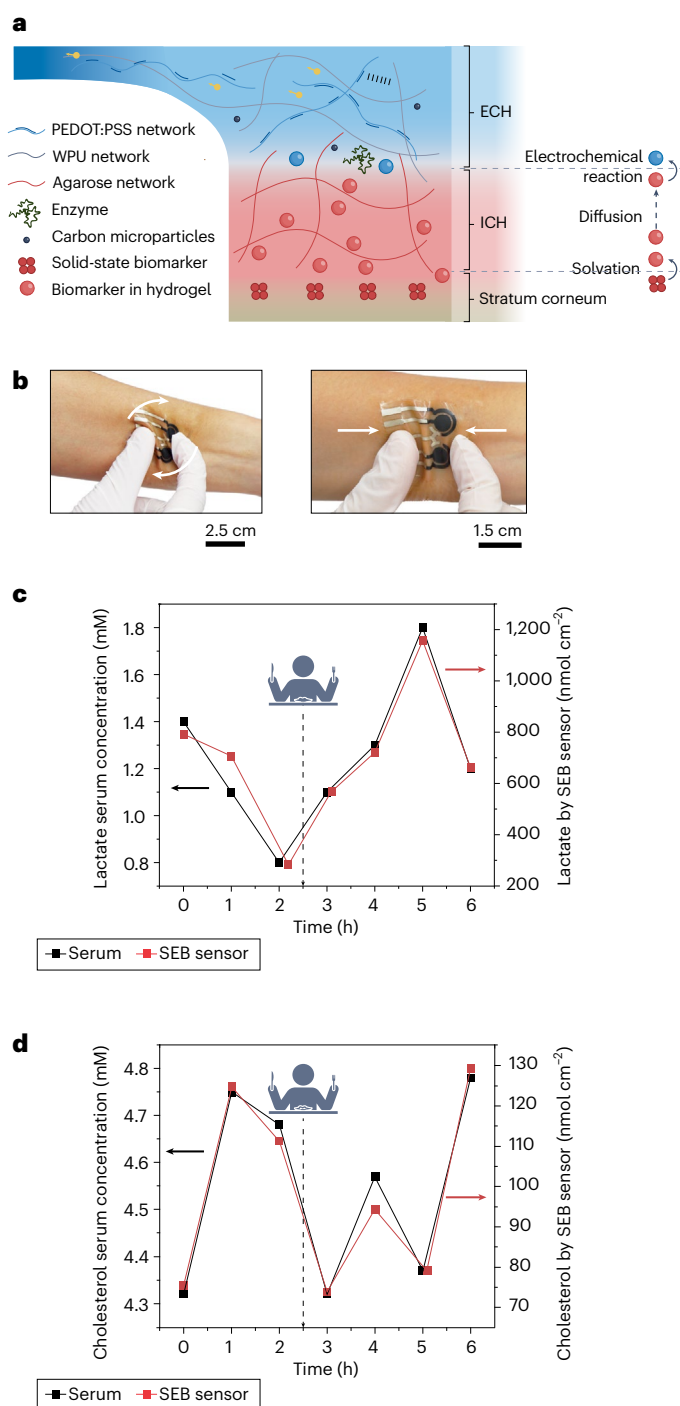 a
PEDOT:PSS network
WPU network
Agarose network
Enzyme
Carbon microparticles
Solid-state biomarker
Biomarker in hydrogel
ECH
ICH
Stratum corneum
Electrochemical
reaction
Diffusion
Solvation
b
2.5 cm
1.5 cm
c
Lactate serum concentration (mM)
1.8
1.6
1.4
1.2
1.0
0.8
1,200
1,000
800
600
400
200
Lactate by SEB sensor (nmol cm−2)
0 1 2 3 4 5 6
Time (h)
Serum SEB sensor
d
Cholesterol serum concentration (mM)
4.8
4.7
4.6
4.5
4.4
4.3
130
120
110
100
90
80
70
Cholesterol by SEB sensor (nmol cm−2)
0 1 2 3 4 5 6
Time (h)
Serum SEB sensor